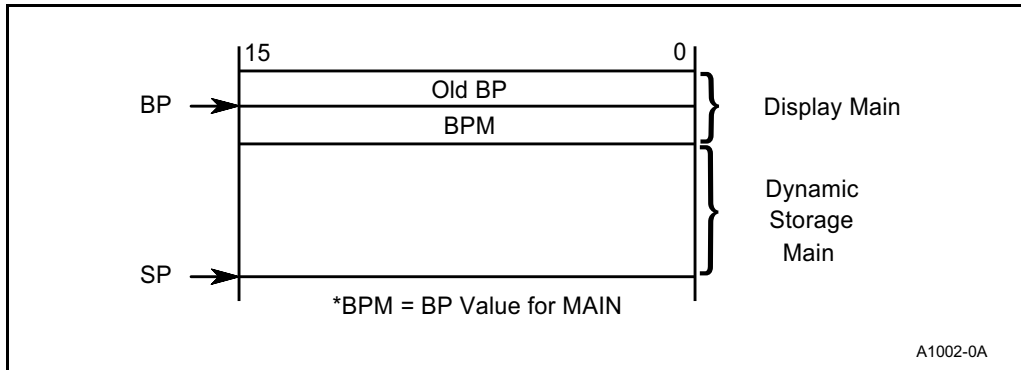 15 0
Old BP
BP
Display Main
BPM
Dynamic
Storage
Main
SP
*BPM = BP Value for MAIN
A1002-0A